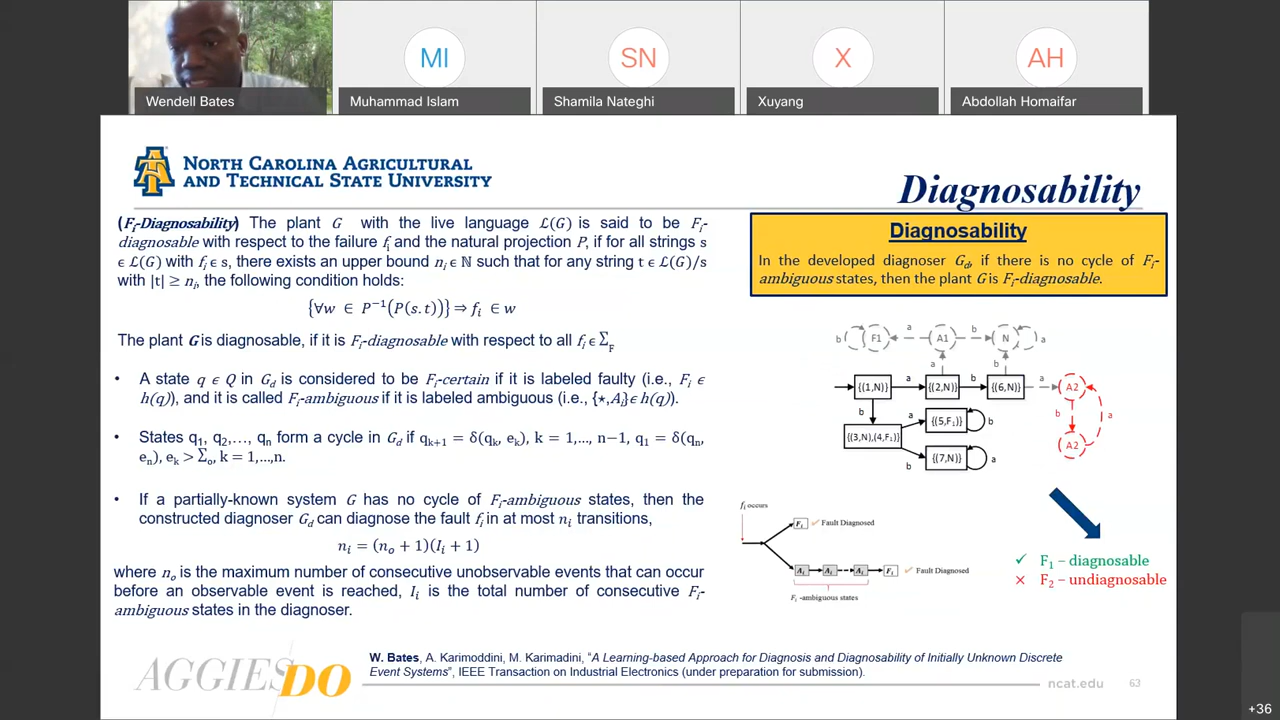 MI
SN
X
AH
Wendell Bates
Muhammad Islam
Shamila Nateghi
Xuyang
Abdollah Homaifar
NORTH CAROLINA AGRICULTURAL
AND TECHNICAL STATE UNIVERSITY
Diagnosability
(Fi-Diagnosability) The plant G with the live language ℒ(G) is said to be Fi-
diagnosable with respect to the failure fi and the natural projection P, if for all strings s
ϵ ℒ(G) with fi ϵ s, there exists an upper bound ni ϵ ℕ such that for any string t ϵ ℒ(G)/s
with |t| ≥ ni, the following condition holds:
{∀w ∈ P⁻¹(P(s.t))} ⇒ fi ∈ w
The plant G is diagnosable, if it is Fi-diagnosable with respect to all fi ϵ ΣF
• A state q ϵ Q in Gd is considered to be Fi-certain if it is labeled faulty (i.e., Fi ϵ
h(q)), and it is called Fi-ambiguous if it is labeled ambiguous (i.e., {⋆,Ai}ϵ h(q)).
• States q1, q2,…, qn form a cycle in Gd if qk+1 = δ(qk, ek), k = 1,…, n−1, q1 = δ(qn,
en), ek > Σo, k = 1,…,n.
• If a partially-known system G has no cycle of Fi-ambiguous states, then the
constructed diagnoser Gd can diagnose the fault fi in at most ni transitions,
ni = (no + 1)(Ii + 1)
where no is the maximum number of consecutive unobservable events that can occur
before an observable event is reached, Ii is the total number of consecutive Fi-
ambiguous states in the diagnoser.
Diagnosability
In the developed diagnoser Gd, if there is no cycle of Fi-
ambiguous states, then the plant G is Fi-diagnosable.
b F1 a A1 b N a
a b
{(1,N)} a {(2,N)} b {(6,N)} a A2
b b a
{(3,N),(4,F1)} a {(5,F1)} b
A2
b {(7,N)} a
fi occurs
Fi ✓ Fault Diagnosed
Ai Ai Ai Fi ✓ Fault Diagnosed
Fi -ambiguous states
✓ F1 – diagnosable
× F2 – undiagnosable
AGGIES DO
W. Bates, A. Karimoddini, M. Karimadini, “A Learning-based Approach for Diagnosis and Diagnosability of Initially Unknown Discrete
Event Systems”, IEEE Transaction on Industrial Electronics (under preparation for submission).
ncat.edu
63
+36